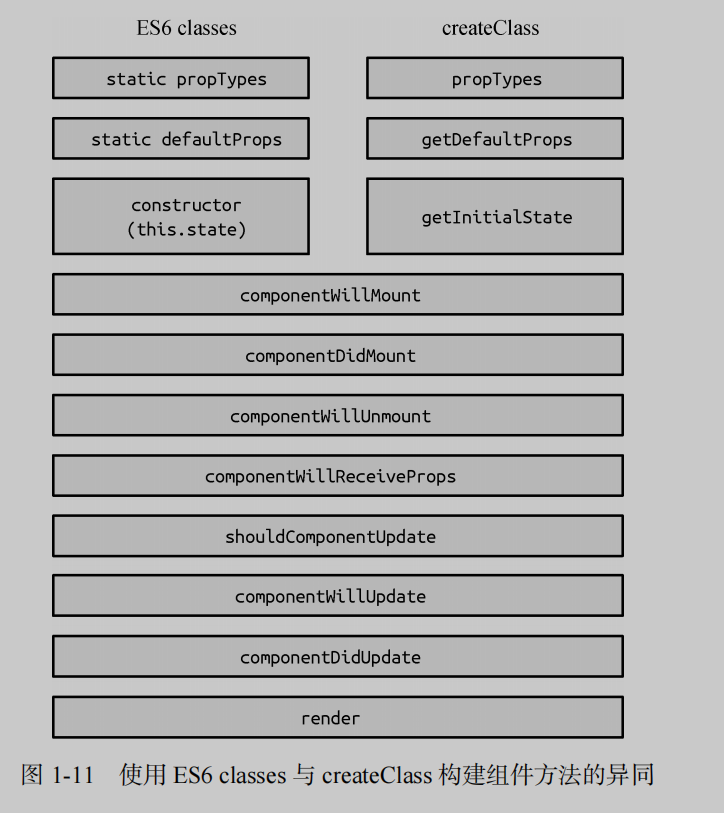 ES6 classes createClass
static propTypes propTypes
static defaultProps getDefaultProps
constructor
(this.state) getInitialState
componentWillMount
componentDidMount
componentWillUnmount
componentWillReceiveProps
shouldComponentUpdate
componentWillUpdate
componentDidUpdate
render
图 1-11 使用 ES6 classes 与 createClass 构建组件方法的异同